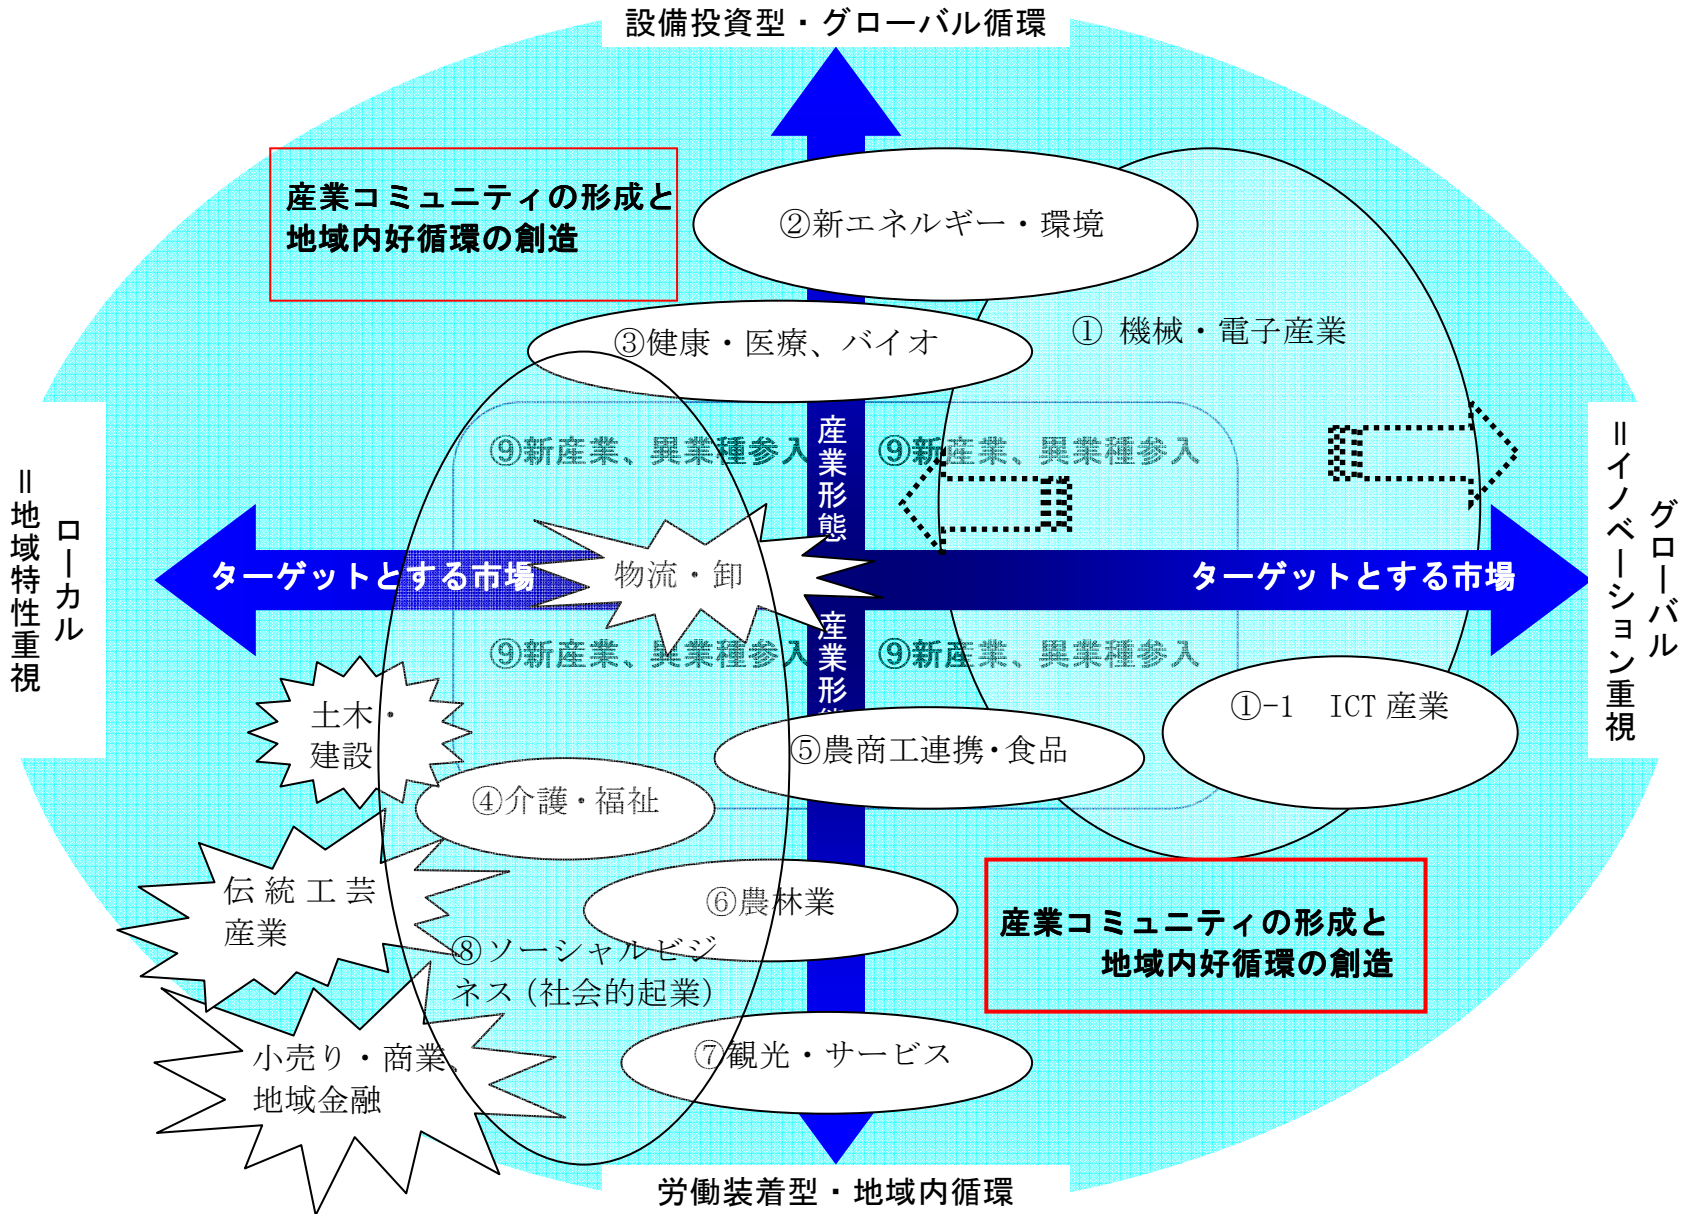 設備投資型・グローバル循環
産業コミュニティの形成と
地域内好循環の創造
②新エネルギー・環境
③健康・医療、バイオ
① 機械・電子産業
⑨新産業、異業種参入
⑨新産業、異業種参入
産業形態
ローカル
＝地域特性重視
グローバル
＝イノベーション重視
ターゲットとする市場
物流・卸
ターゲットとする市場
⑨新産業、異業種参入
⑨新産業、異業種参入
産業形態
土木・
建設
①-1 ICT 産業
⑤農商工連携・食品
④介護・福祉
伝統工芸
産業
⑥農林業
産業コミュニティの形成と
地域内好循環の創造
⑧ソーシャルビジ
ネス（社会的起業）
小売り・商業、
地域金融
⑦観光・サービス
労働装着型・地域内循環